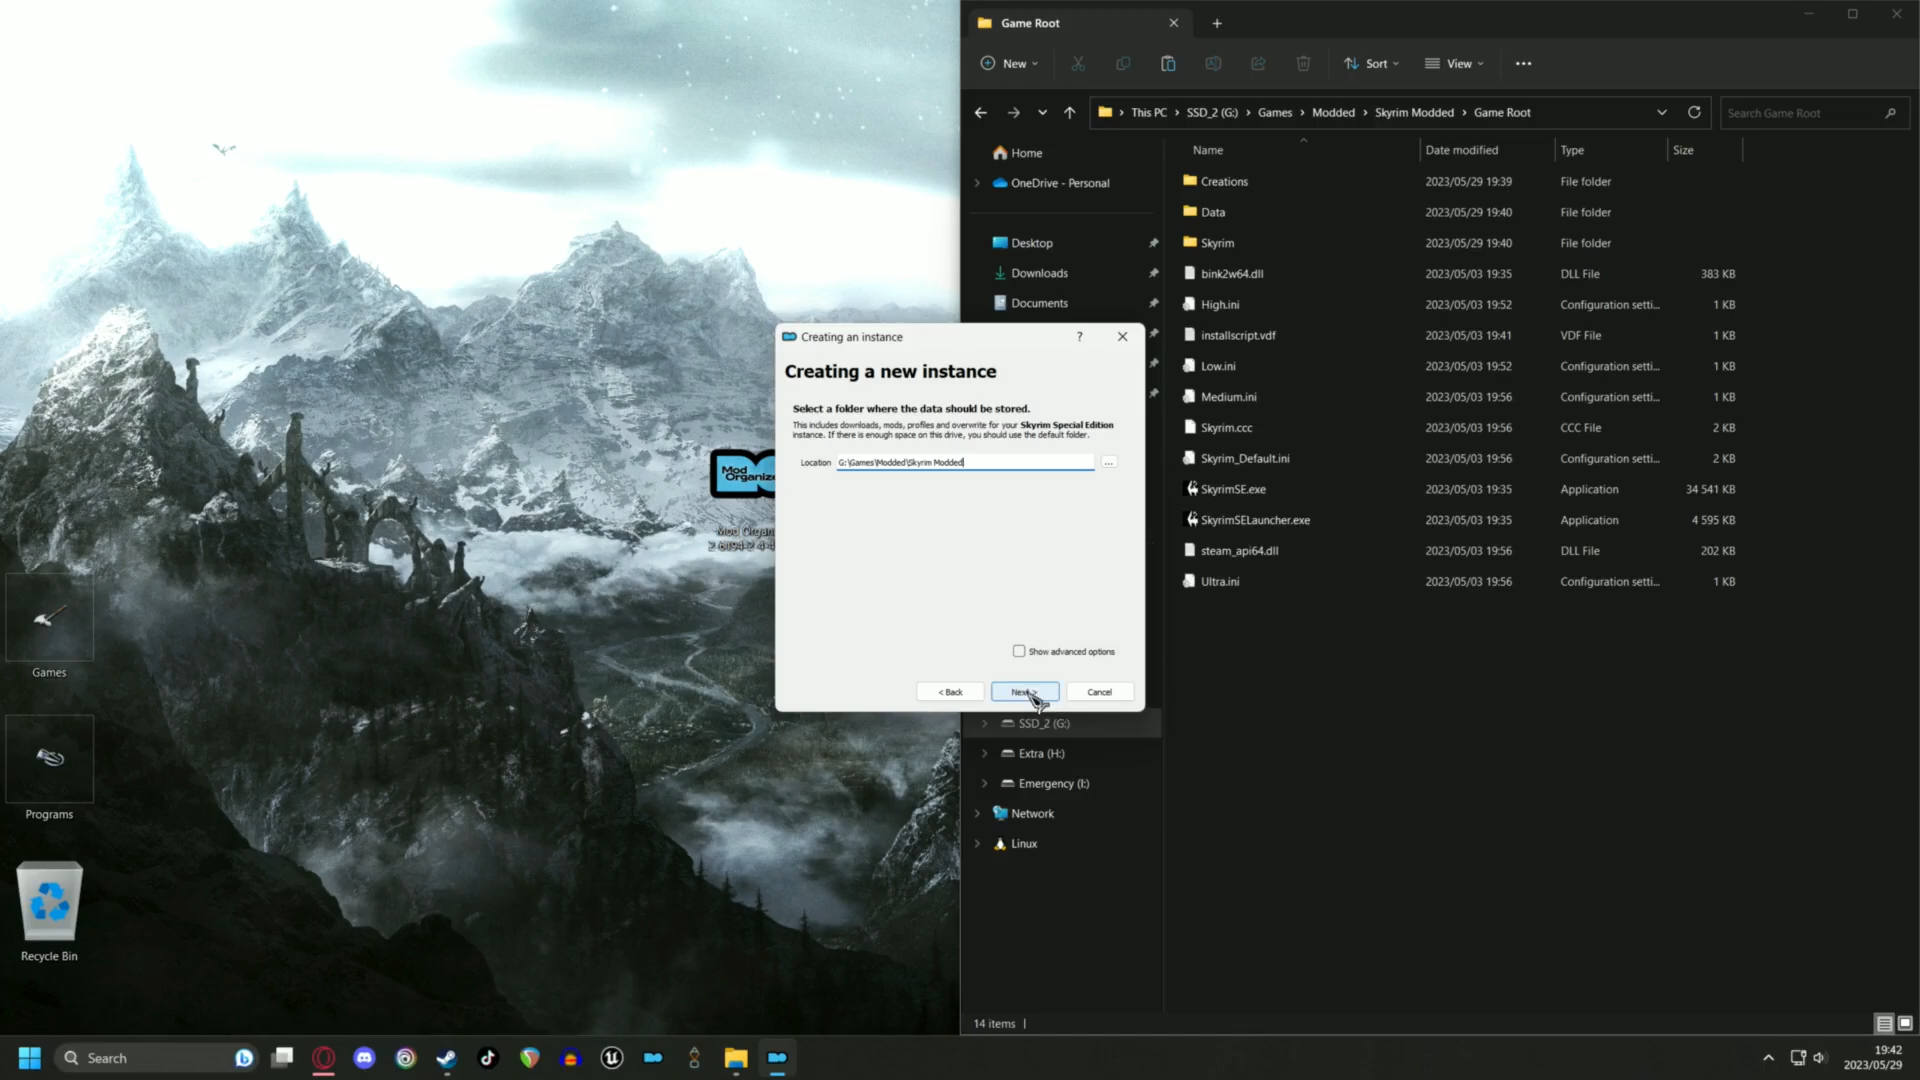 Game Root
New
Sort
View
This PC
SSD_2 (G:)
Games
Modded
Skyrim Modded
Game Root
Search Game Root
Home
OneDrive - Personal
Desktop
Downloads
Documents
SSD_2 (G:)
Extra (H:)
Emergency (I:)
Network
Linux
Name Date modified Type Size
Creations 2023/05/29 19:39 File folder
Data 2023/05/29 19:40 File folder
Skyrim 2023/05/29 19:40 File folder
bink2w64.dll 2023/05/03 19:35 DLL File 383 KB
High.ini 2023/05/03 19:52 Configuration setti... 1 KB
installscript.vdf 2023/05/03 19:41 VDF File 1 KB
Low.ini 2023/05/03 19:52 Configuration setti... 1 KB
Medium.ini 2023/05/03 19:56 Configuration setti... 1 KB
Skyrim.ccc 2023/05/03 19:56 CCC File 2 KB
Skyrim_Default.ini 2023/05/03 19:56 Configuration setti... 2 KB
SkyrimSE.exe 2023/05/03 19:35 Application 34 541 KB
SkyrimSELauncher.exe 2023/05/03 19:35 Application 4 595 KB
steam_api64.dll 2023/05/03 19:56 DLL File 202 KB
Ultra.ini 2023/05/03 19:56 Configuration setti... 1 KB
14 items
Creating an instance
?
Creating a new instance
Select a folder where the data should be stored.
This includes downloads, mods, profiles and overwrite for your Skyrim Special Edition
instance. If there is enough space on this drive, you should use the default folder.
Location G:\Games\Modded\Skyrim Modded
...
Show advanced options
< Back
Next >
Cancel
Mod
Organize
Mod Organ
Games
Programs
Recycle Bin
Search
19:42
2023/05/29